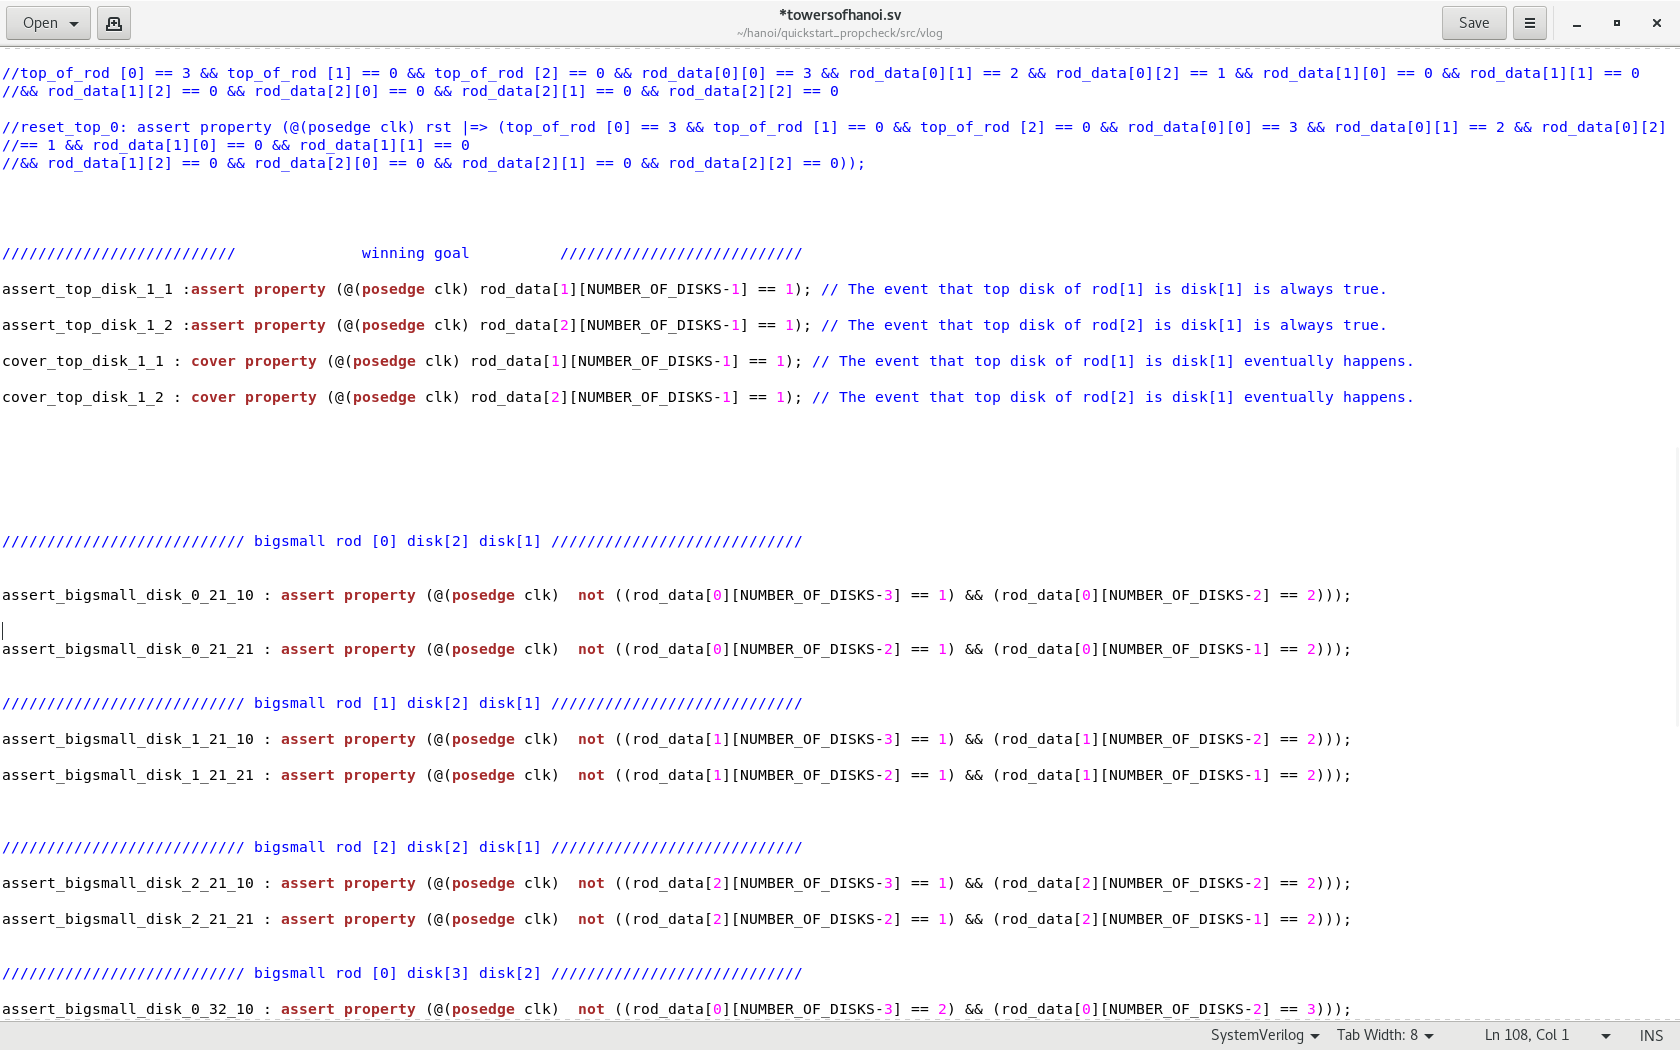 Open
*towersofhanoi.sv
~/hanoi/quickstart_propcheck/src/vlog
Save
//top_of_rod [0] == 3 && top_of_rod [1] == 0 && top_of_rod [2] == 0 && rod_data[0][0] == 3 && rod_data[0][1] == 2 && rod_data[0][2] == 1 && rod_data[1][0] == 0 && rod_data[1][1] == 0
//&& rod_data[1][2] == 0 && rod_data[2][0] == 0 && rod_data[2][1] == 0 && rod_data[2][2] == 0
//reset_top_0: assert property (@(posedge clk) rst |=> (top_of_rod [0] == 3 && top_of_rod [1] == 0 && top_of_rod [2] == 0 && rod_data[0][0] == 3 && rod_data[0][1] == 2 && rod_data[0][2]
//== 1 && rod_data[1][0] == 0 && rod_data[1][1] == 0
//&& rod_data[1][2] == 0 && rod_data[2][0] == 0 && rod_data[2][1] == 0 && rod_data[2][2] == 0));
////////////////////////// winning goal ///////////////////////////
assert_top_disk_1_1 :assert property (@(posedge clk) rod_data[1][NUMBER_OF_DISKS-1] == 1); // The event that top disk of rod[1] is disk[1] is always true.
assert_top_disk_1_2 :assert property (@(posedge clk) rod_data[2][NUMBER_OF_DISKS-1] == 1); // The event that top disk of rod[2] is disk[1] is always true.
cover_top_disk_1_1 : cover property (@(posedge clk) rod_data[1][NUMBER_OF_DISKS-1] == 1); // The event that top disk of rod[1] is disk[1] eventually happens.
cover_top_disk_1_2 : cover property (@(posedge clk) rod_data[2][NUMBER_OF_DISKS-1] == 1); // The event that top disk of rod[2] is disk[1] eventually happens.
/////////////////////////// bigsmall rod [0] disk[2] disk[1] ////////////////////////////
assert_bigsmall_disk_0_21_10 : assert property (@(posedge clk)  not ((rod_data[0][NUMBER_OF_DISKS-3] == 1) && (rod_data[0][NUMBER_OF_DISKS-2] == 2)));
assert_bigsmall_disk_0_21_21 : assert property (@(posedge clk)  not ((rod_data[0][NUMBER_OF_DISKS-2] == 1) && (rod_data[0][NUMBER_OF_DISKS-1] == 2)));
/////////////////////////// bigsmall rod [1] disk[2] disk[1] ////////////////////////////
assert_bigsmall_disk_1_21_10 : assert property (@(posedge clk)  not ((rod_data[1][NUMBER_OF_DISKS-3] == 1) && (rod_data[1][NUMBER_OF_DISKS-2] == 2)));
assert_bigsmall_disk_1_21_21 : assert property (@(posedge clk)  not ((rod_data[1][NUMBER_OF_DISKS-2] == 1) && (rod_data[1][NUMBER_OF_DISKS-1] == 2)));
/////////////////////////// bigsmall rod [2] disk[2] disk[1] ////////////////////////////
assert_bigsmall_disk_2_21_10 : assert property (@(posedge clk)  not ((rod_data[2][NUMBER_OF_DISKS-3] == 1) && (rod_data[2][NUMBER_OF_DISKS-2] == 2)));
assert_bigsmall_disk_2_21_21 : assert property (@(posedge clk)  not ((rod_data[2][NUMBER_OF_DISKS-2] == 1) && (rod_data[2][NUMBER_OF_DISKS-1] == 2)));
/////////////////////////// bigsmall rod [0] disk[3] disk[2] ////////////////////////////
assert_bigsmall_disk_0_32_10 : assert property (@(posedge clk)  not ((rod_data[0][NUMBER_OF_DISKS-3] == 2) && (rod_data[0][NUMBER_OF_DISKS-2] == 3)));
SystemVerilog Tab Width: 8 Ln 108, Col 1 INS